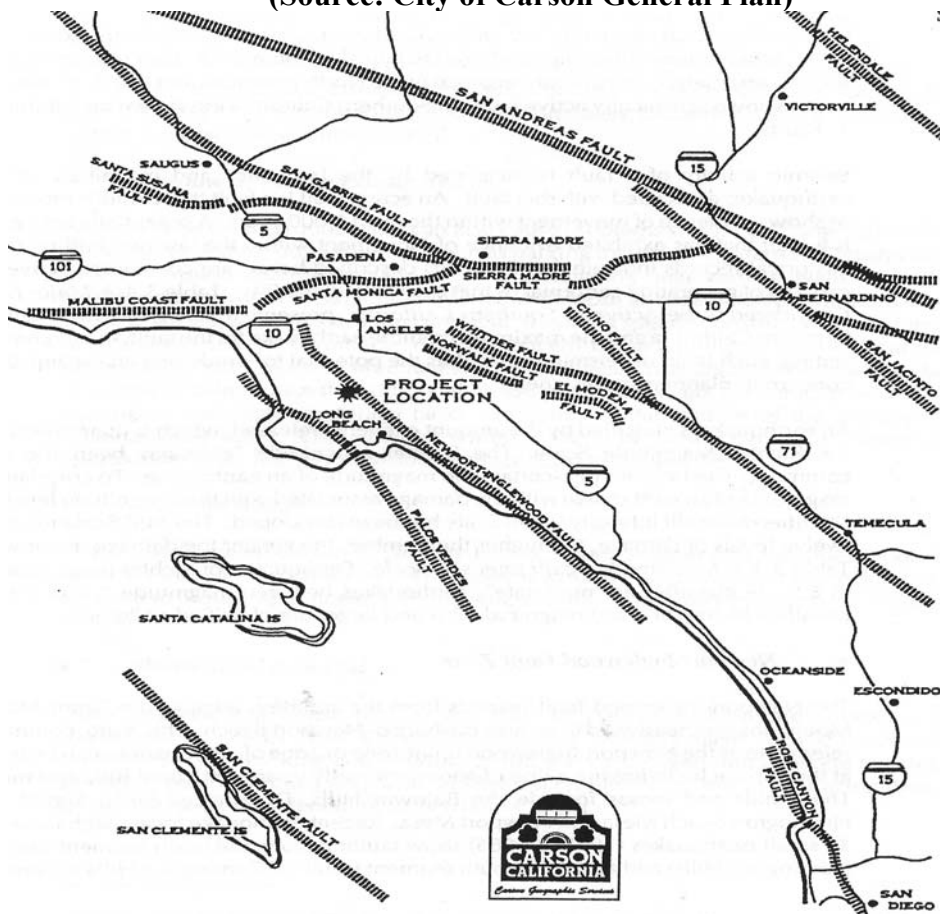 (Source: City of Carson General Plan)
HELENDALE
FAULT
SAN ANDREAS FAULT
VICTORVILLE
15
SAUGUS
SANTA SUSANA
FAULT
SAN GABRIEL FAULT
5
SIERRA MADRE
101
PASADENA
SIERRA MADRE
FAULT
SANTA MONICA FAULT
MALIBU COAST FAULT
10
LOS
ANGELES
CHINO FAULT
10
SAN
BERNARDINO
WHITTIER FAULT
NORWALK FAULT
SAN JACINTO
FAULT
PROJECT
LOCATION
EL MODENA
FAULT
LONG
BEACH
NEWPORT-INGLEWOOD FAULT
5
71
PALOS VERDES
FAULT
TEMECULA
SANTA CATALINA IS
OCEANSIDE
ESCONDIDO
ROSE CANYON
FAULT
15
SAN CLEMENTE FAULT
SAN CLEMENTE IS
CARSON
CALIFORNIA
SAN
DIEGO